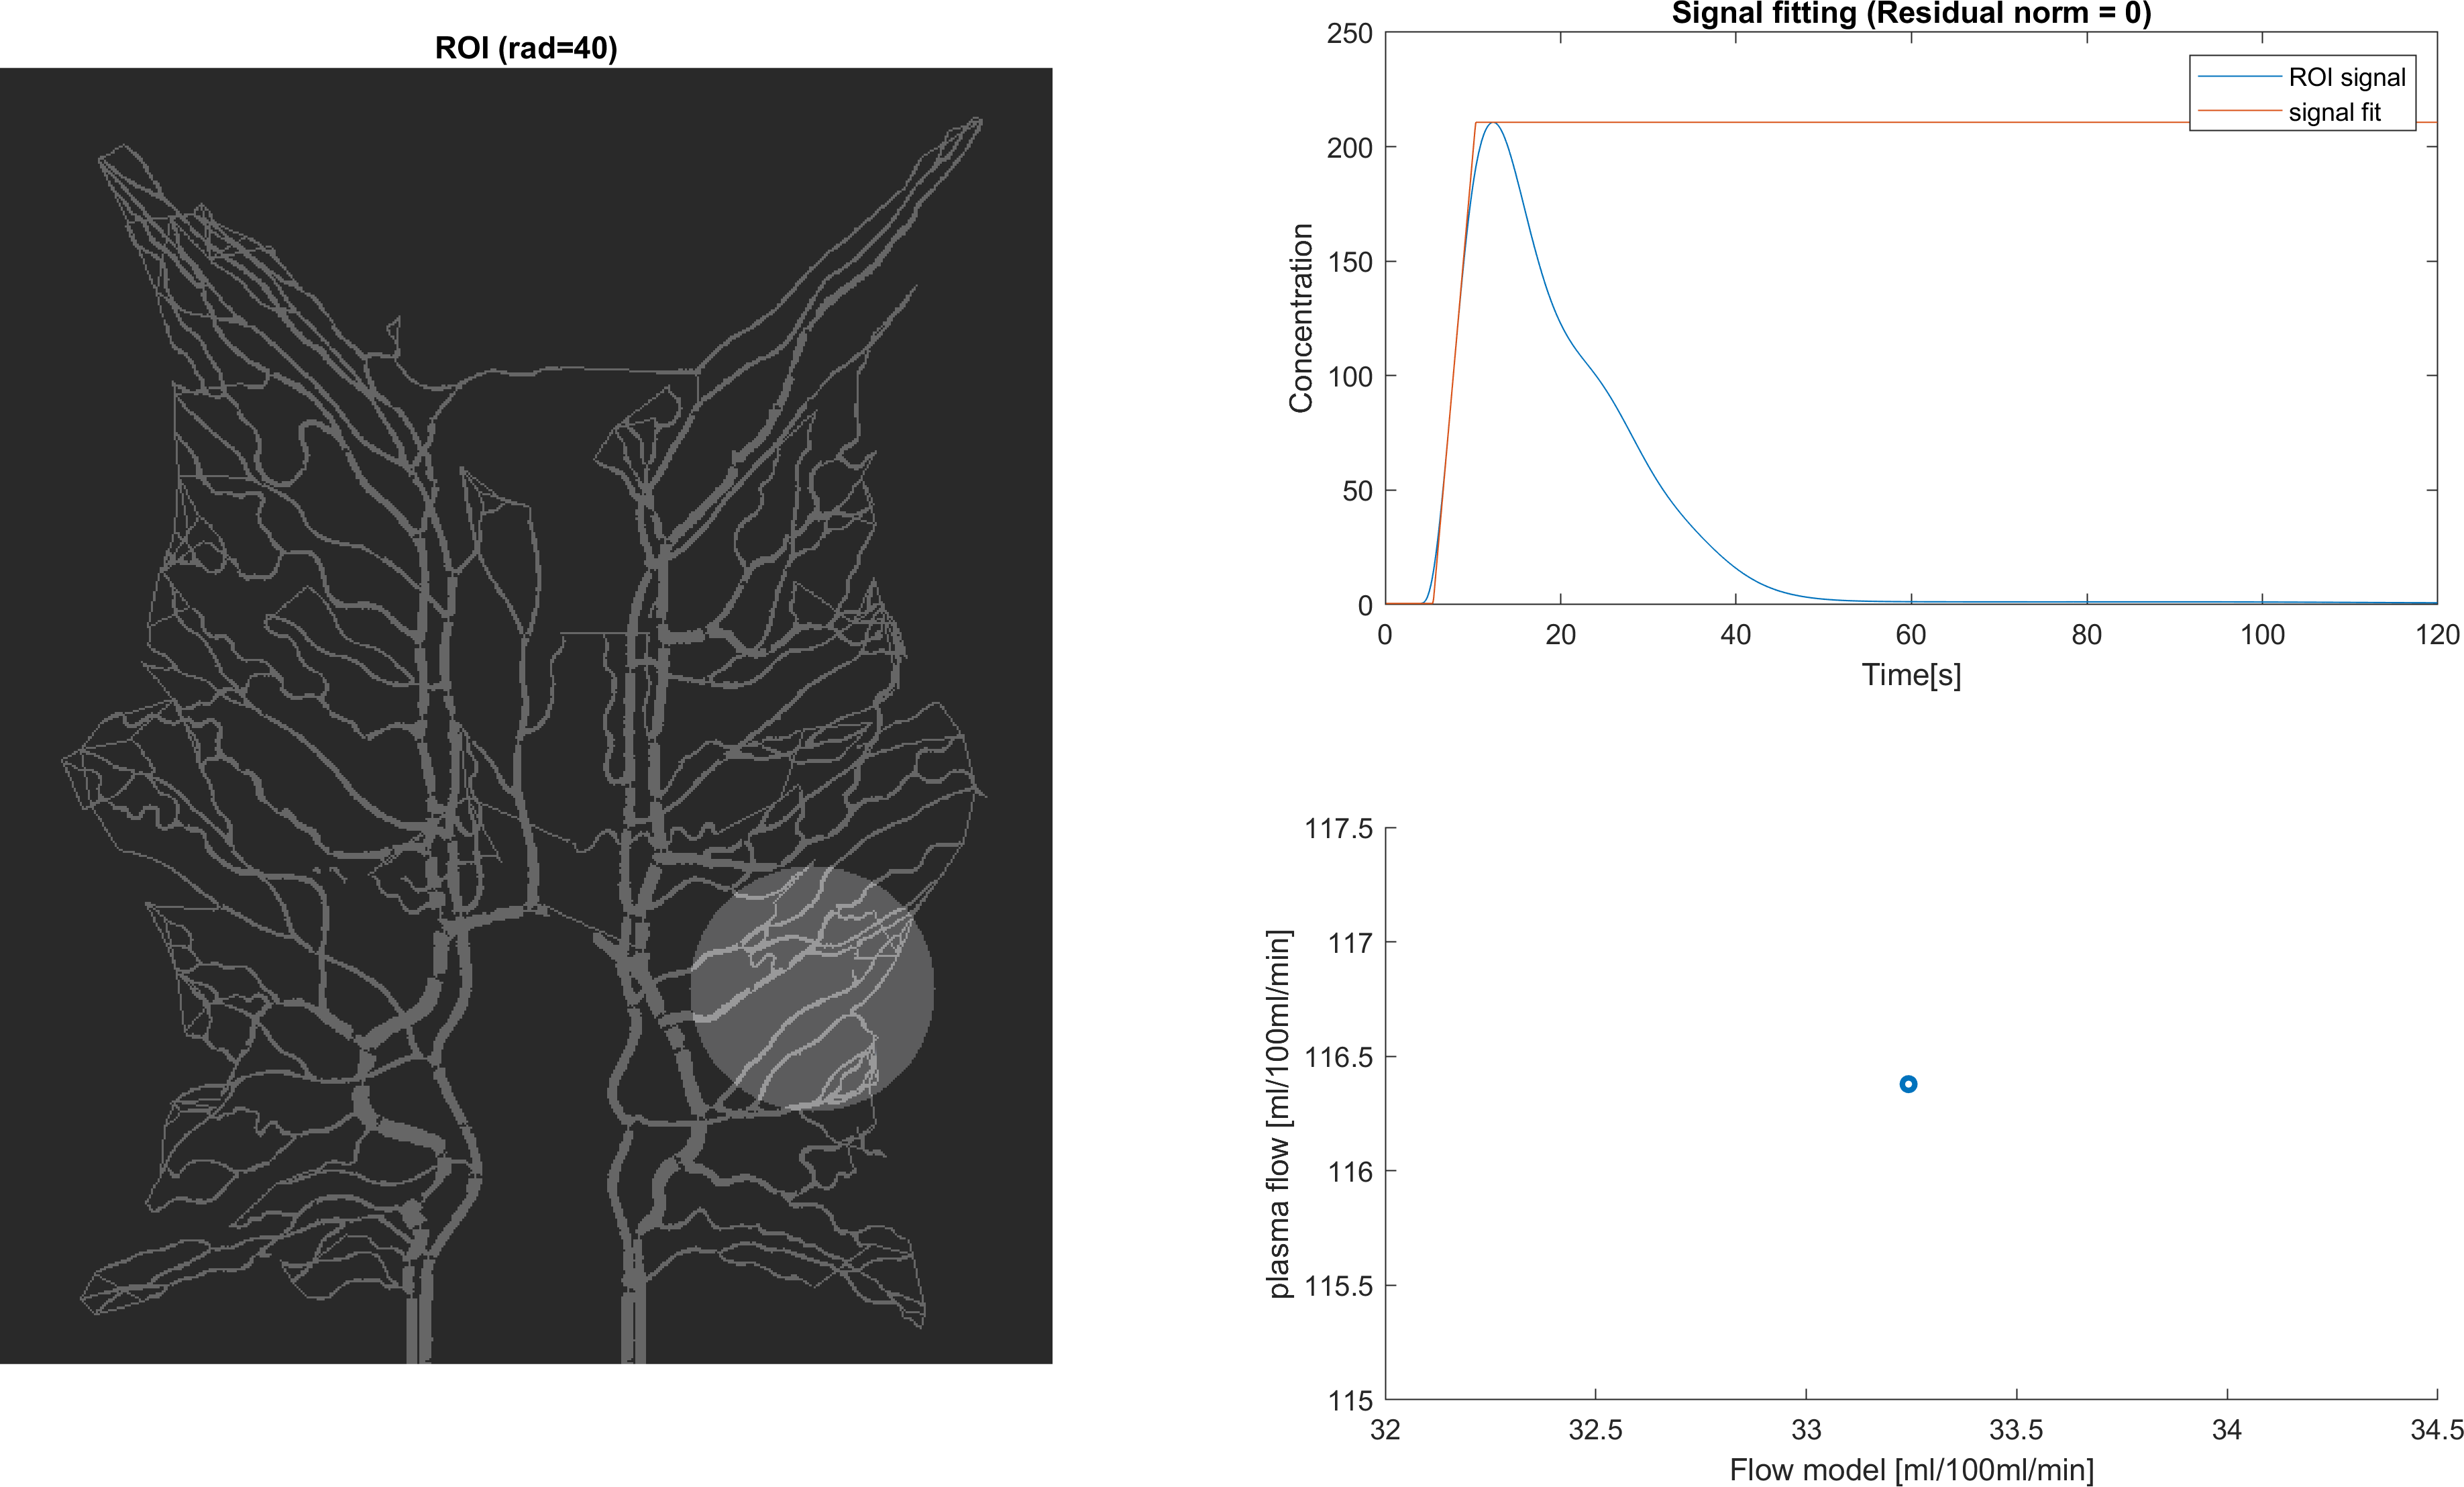 ROI (rad=40)
Signal fitting (Residual norm = 0)
250
200
150
100
50
0
Concentration
ROI signal
signal fit
0 20 40 60 80 100 120
Time[s]
117.5
117
116.5
116
115.5
115
plasma flow [ml/100ml/min]
32 32.5 33 33.5 34 34.5
Flow model [ml/100ml/min]